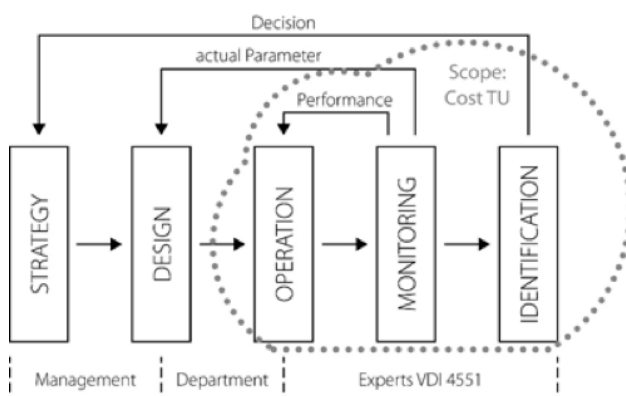 Decision
actual Parameter
Scope:
Cost TU
Performance
STRATEGY
DESIGN
OPERATION
MONITORING
IDENTIFICATION
Management
Department
Experts VDI 4551